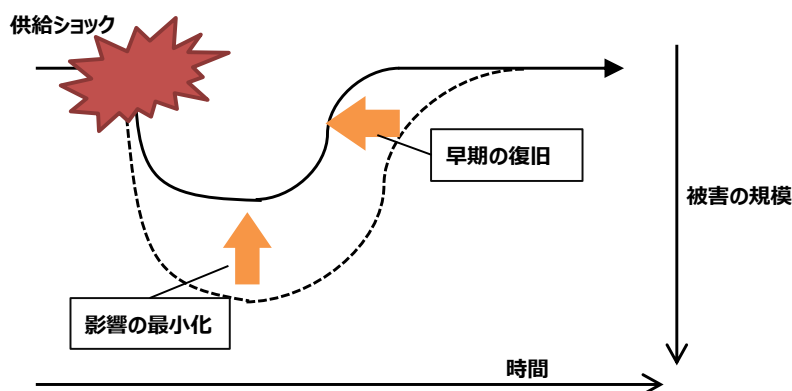 供給ショック
早期の復旧
被害の規模
影響の最小化
時間